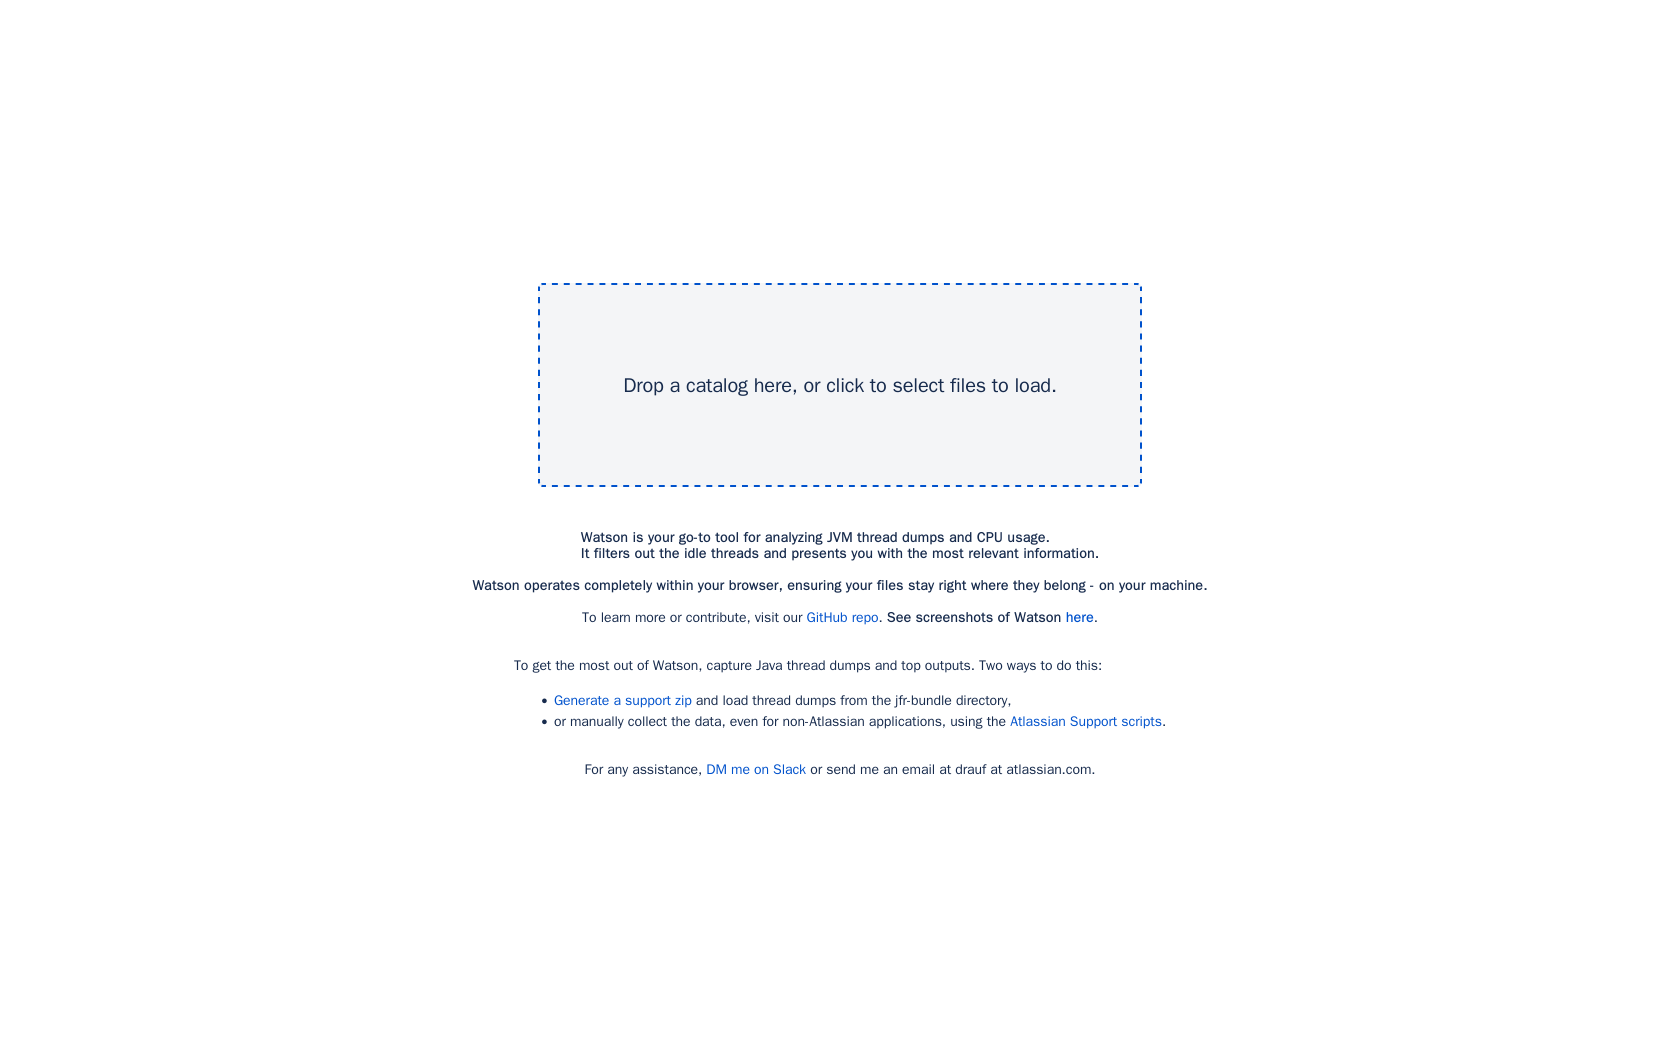 Drop a catalog here, or click to select files to load.
Watson is your go-to tool for analyzing JVM thread dumps and CPU usage.
It filters out the idle threads and presents you with the most relevant information.
Watson operates completely within your browser, ensuring your files stay right where they belong - on your machine.
To learn more or contribute, visit our GitHub repo. See screenshots of Watson here.
To get the most out of Watson, capture Java thread dumps and top outputs. Two ways to do this:
• Generate a support zip and load thread dumps from the jfr-bundle directory,
• or manually collect the data, even for non-Atlassian applications, using the Atlassian Support scripts.
For any assistance, DM me on Slack or send me an email at drauf at atlassian.com.